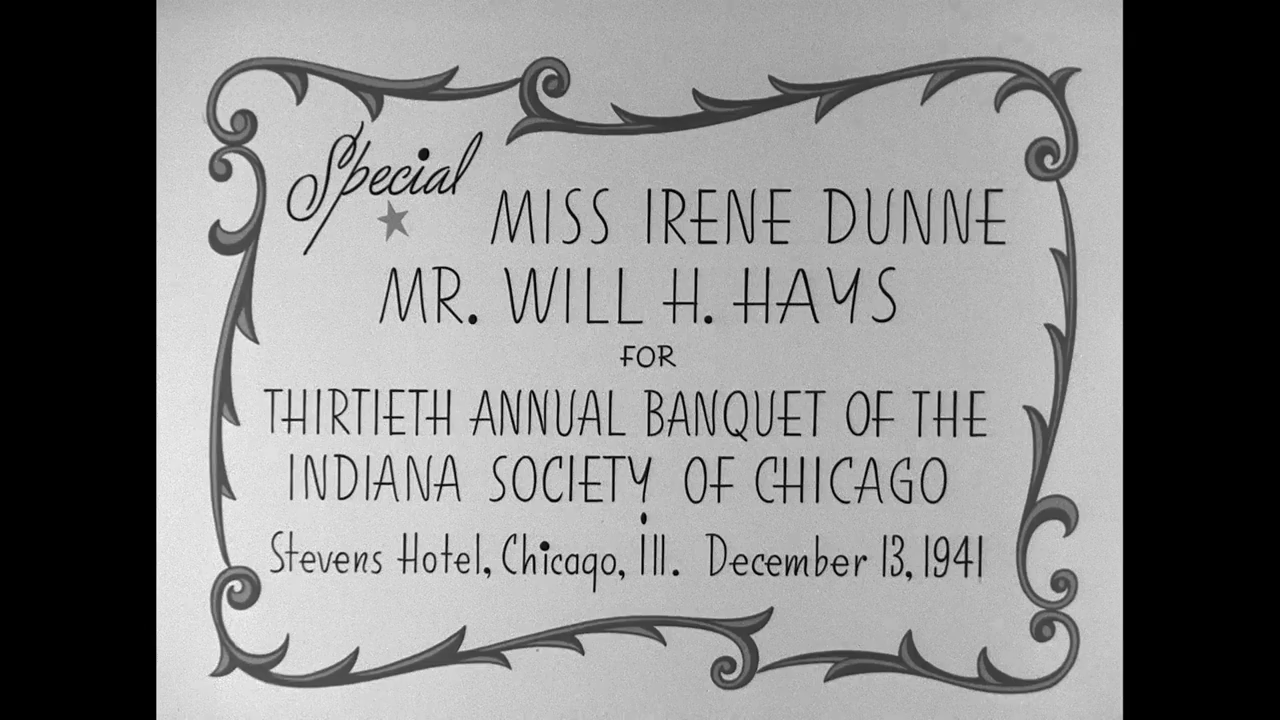 Special
MISS IRENE DUNNE
MR. WILL H. HAYS
FOR
THIRTIETH ANNUAL BANQUET OF THE
INDIANA SOCIETY OF CHICAGO
Stevens Hotel, Chicago, Ill. December 13, 1941